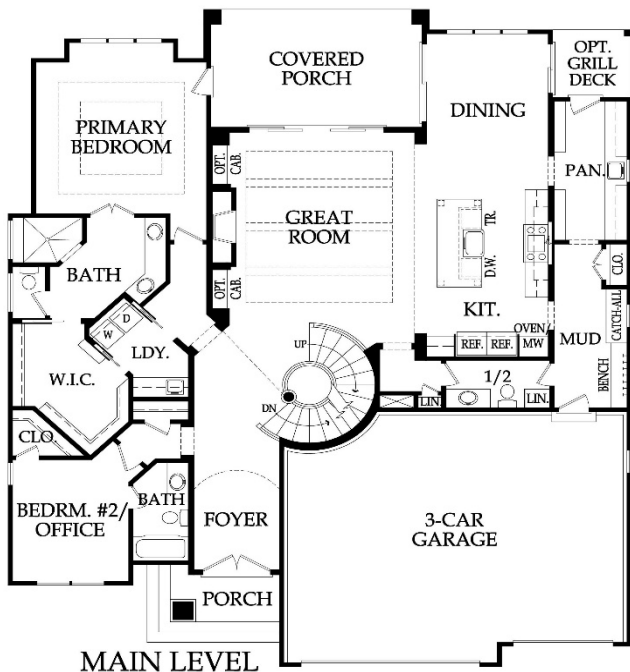 COVERED
PORCH
OPT.
GRILL
DECK
DINING
PRIMARY
BEDROOM
OPT.
CAB.
PAN.
GREAT
ROOM
TR.
D.W.
BATH
OPT.
CAB.
CLO.
KIT.
W
D
LDY.
UP
REF.
REF.
OVEN/
MW
MUD
CATCH-ALL
BENCH
W.I.C.
DN
1/2
LIN
LIN.
CLO.
BATH
BEDRM. #2/
OFFICE
FOYER
3-CAR
GARAGE
PORCH
MAIN LEVEL